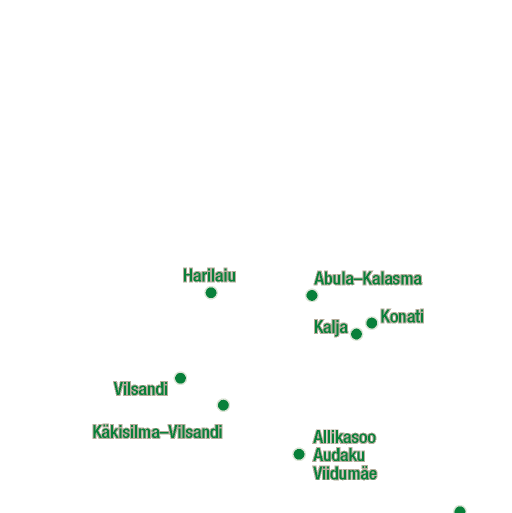 Harilaiu
Abula–Kalasma
Konati
Kalja
Vilsandi
Käkisilma–Vilsandi
Allikasoo
Audaku
Viidumäe